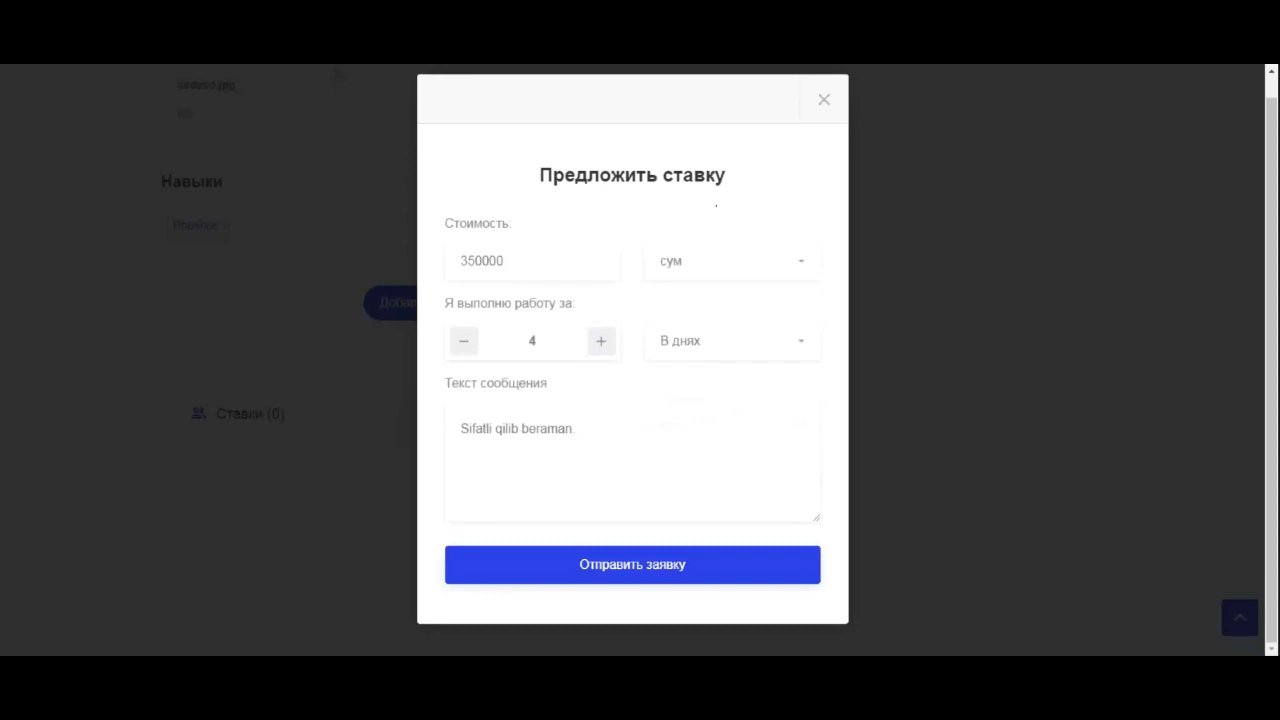 Навыки
Ставки (0)
Предложить ставку
Стоимость:
350000
сум
Я выполню работу за:
4
В днях
Текст сообщения
Sifatli qilib beraman.
Отправить заявку